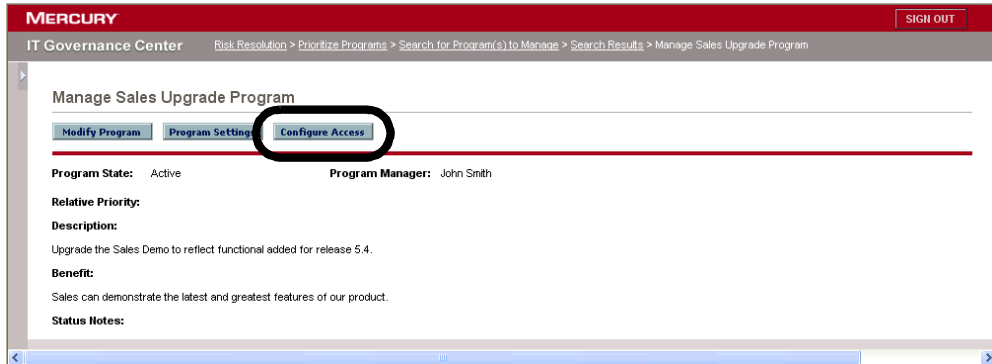 MERCURY
SIGN OUT
IT Governance Center
Risk Resolution > Prioritize Programs > Search for Program(s) to Manage > Search Results > Manage Sales Upgrade Program
Manage Sales Upgrade Program
Modify Program Program Settings Configure Access
Program State: Active Program Manager: John Smith
Relative Priority:
Description:
Upgrade the Sales Demo to reflect functional added for release 5.4.
Benefit:
Sales can demonstrate the latest and greatest features of our product.
Status Notes: